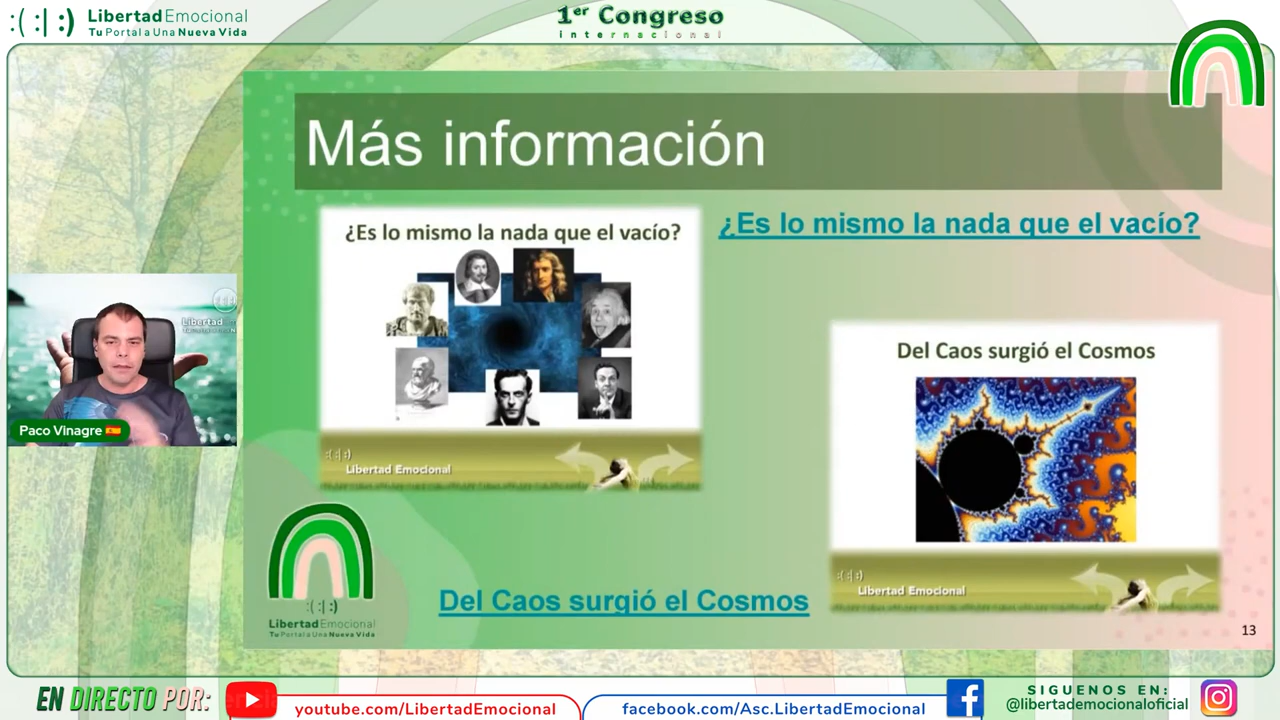 :(:|:) LibertadEmocional
Tu Portal a Una Nueva Vida
1er Congreso
internacional
Más información
¿Es lo mismo la nada que el vacío?
¿Es lo mismo la nada que el vacío?
Libertad
Paco Vinagre
:(:|:)
Libertad Emocional
Del Caos surgió el Cosmos
:(:|:)
Libertad Emocional
Del Caos surgió el Cosmos
:(:|:)
LibertadEmocional
Tu Portal a Una Nueva Vida
13
EN DIRECTO POR:
youtube.com/LibertadEmocional
facebook.com/Asc.LibertadEmocional
SIGUENOS EN:
@libertademocionaloficial